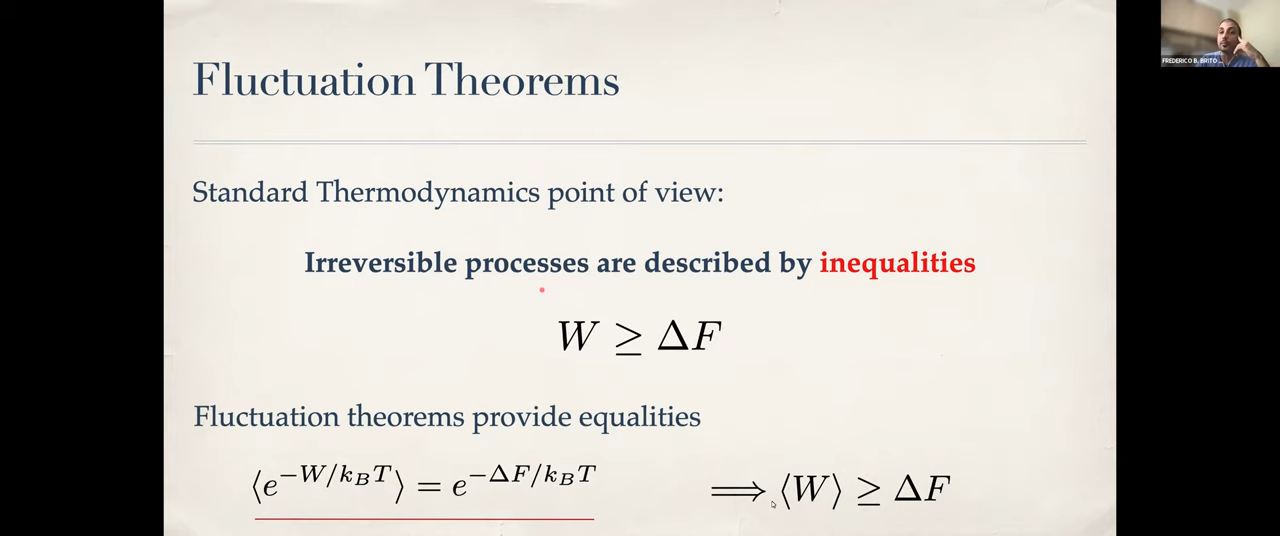 Fluctuation Theorems
FREDERICO B. BRITO ...
Standard Thermodynamics point of view:
Irreversible processes are described by inequalities
W ≥ ΔF
Fluctuation theorems provide equalities
⟨e^{-W/k_BT}⟩ = e^{-ΔF/k_BT} ⟹ ⟨W⟩ ≥ ΔF